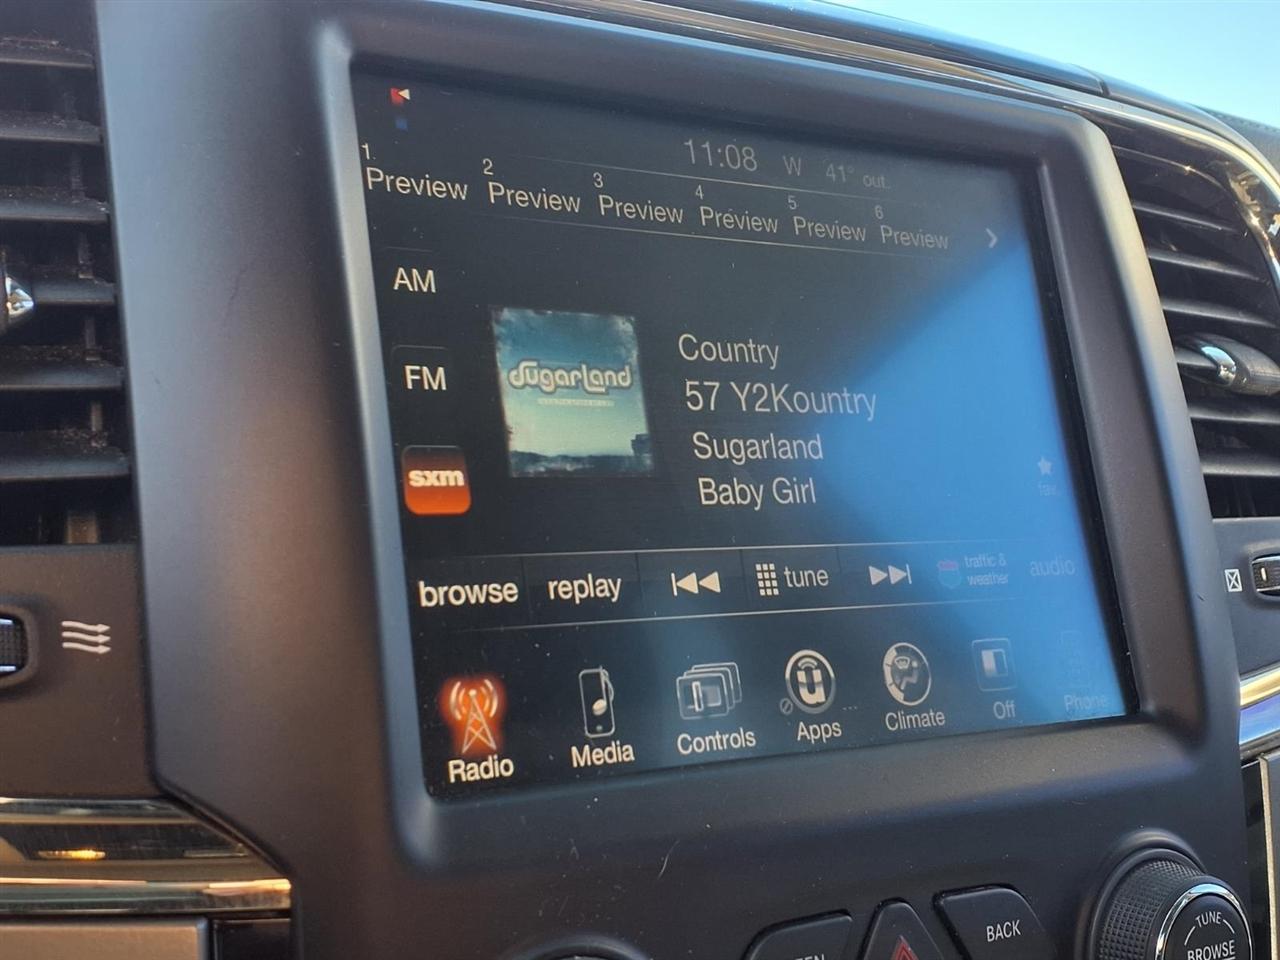 11:08 W 41° out.
1 2 3 4 5 6
Preview Preview Preview Preview Preview Preview
AM
FM
sxm
sugarland
Country
57 Y2Kountry
Sugarland
Baby Girl
fav
browse replay tune traffic & weather audio
Radio Media Controls Apps Climate Off Phone
BACK
TUNE
BROWSE